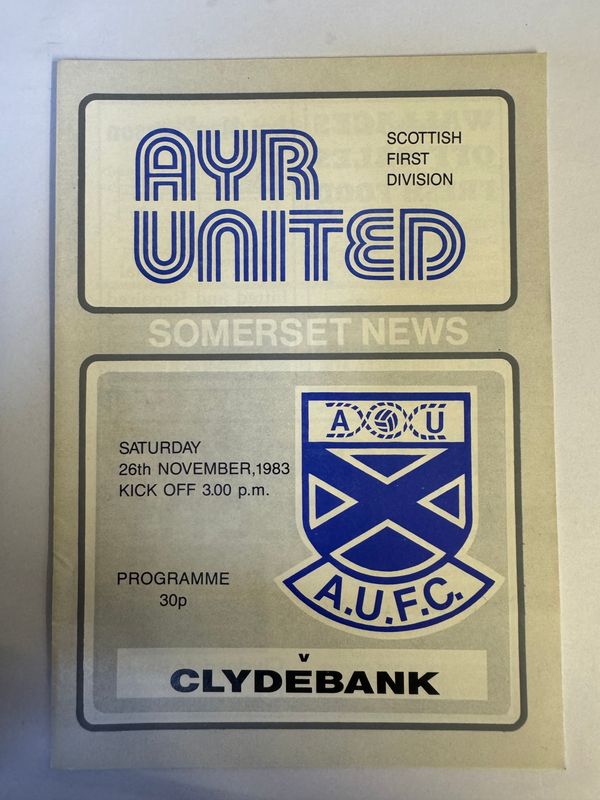 AYR
UNITED
SCOTTISH
FIRST
DIVISION
SOMERSET NEWS
A U
SATURDAY
26th NOVEMBER,1983
KICK OFF 3.00 p.m.
PROGRAMME
30p
A.U.F.C.
v
CLYDEBANK